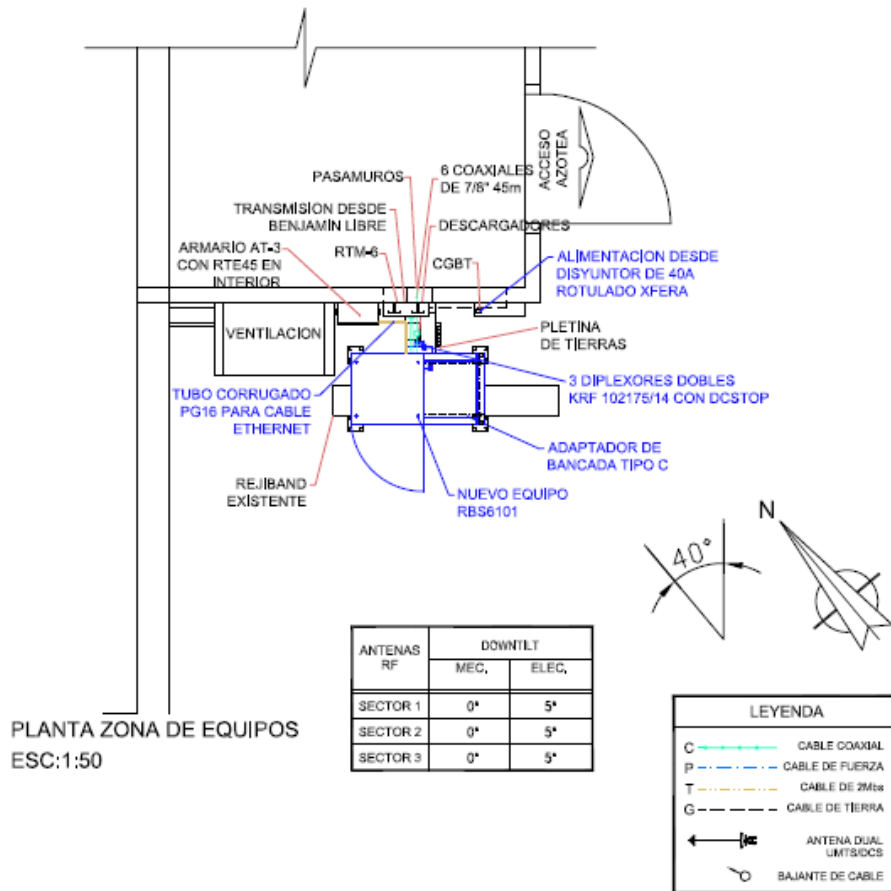 ACCESO
AZOTEA
PASAMUROS
6 COAXIALES
DE 7/8" 45m
TRANSMISION DESDE
BENJAMIN LIBRE
DESCARGADORES
ARMARIO AT-3
CON RTE45 EN
INTERIOR
RTM-6
CGBT
ALIMENTACION DESDE
DISYUNTOR DE 40A
ROTULADO XFERA
VENTILACION
PLETINA
DE TIERRAS
TUBO CORRUGADO
PG16 PARA CABLE
ETHERNET
3 DIPLEXORES DOBLES
KRF 102175/14 CON DCSTOP
ADAPTADOR DE
BANCADA TIPO C
REJIBAND
EXISTENTE
NUEVO EQUIPO
RBS6101
40°
N
ANTENAS
RF
DOWNTILT
MEC.
ELEC.
SECTOR 1 0° 5°
SECTOR 2 0° 5°
SECTOR 3 0° 5°
PLANTA ZONA DE EQUIPOS
ESC:1:50
LEYENDA
C CABLE COAXIAL
P CABLE DE FUERZA
T CABLE DE 2Mbs
G CABLE DE TIERRA
ANTENA DUAL
UMTS/DCS
BAJANTE DE CABLE